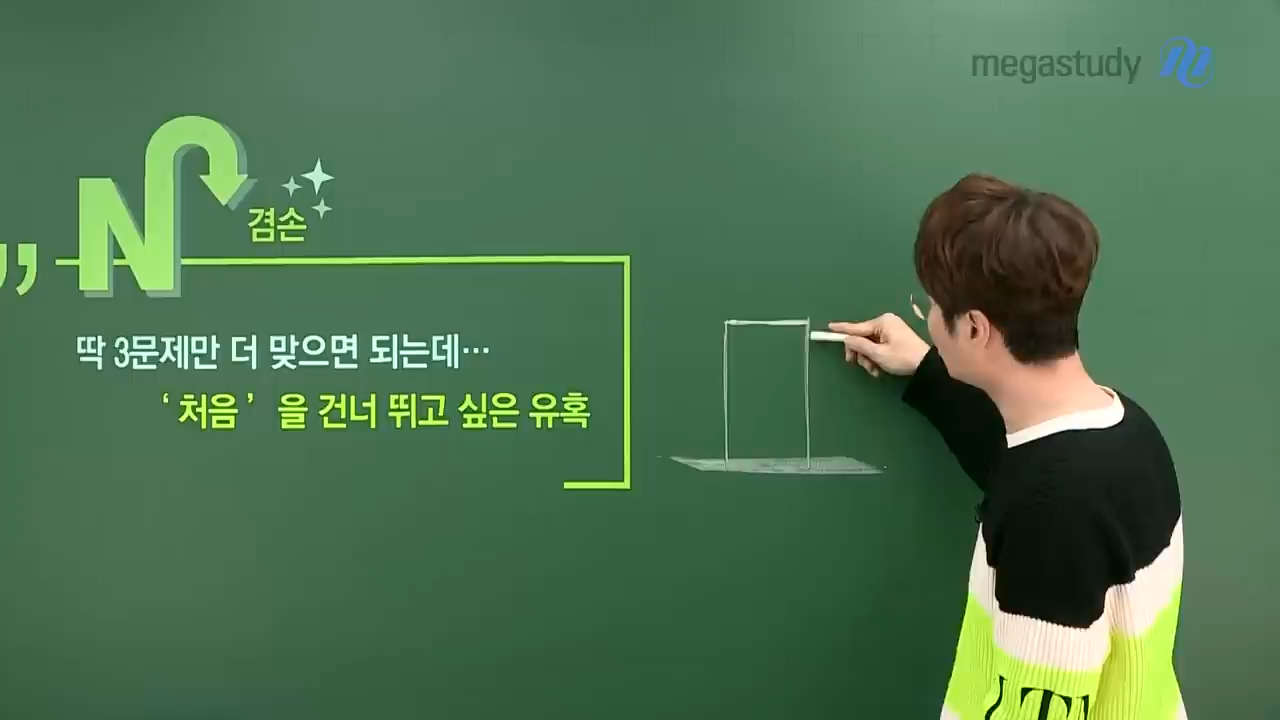 megastudy
N
겸손
딱 3문제만 더 맞으면 되는데…
‘처음’ 을 건너 뛰고 싶은 유혹